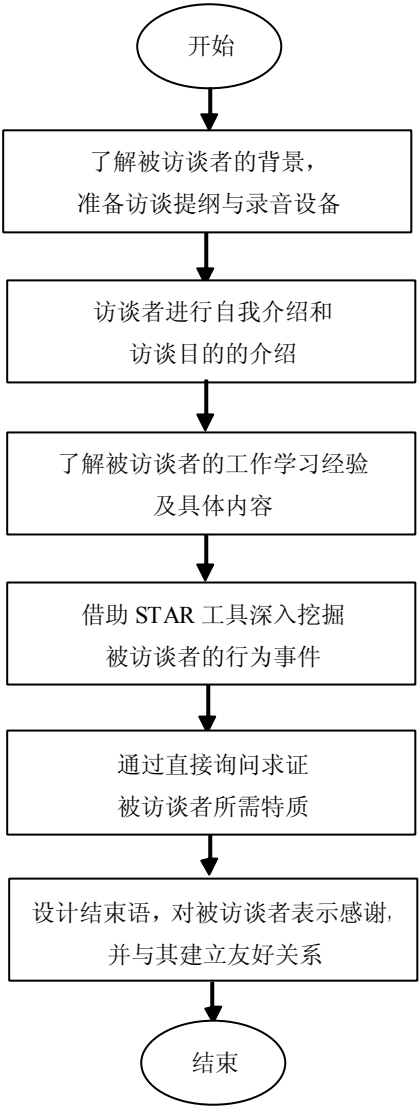 开始
了解被访谈者的背景，
准备访谈提纲与录音设备
访谈者进行自我介绍和
访谈目的的介绍
了解被访谈者的工作学习经验
及具体内容
借助 STAR 工具深入挖掘
被访谈者的行为事件
通过直接询问求证
被访谈者所需特质
设计结束语，对被访谈者表示感谢，
并与其建立友好关系
结束